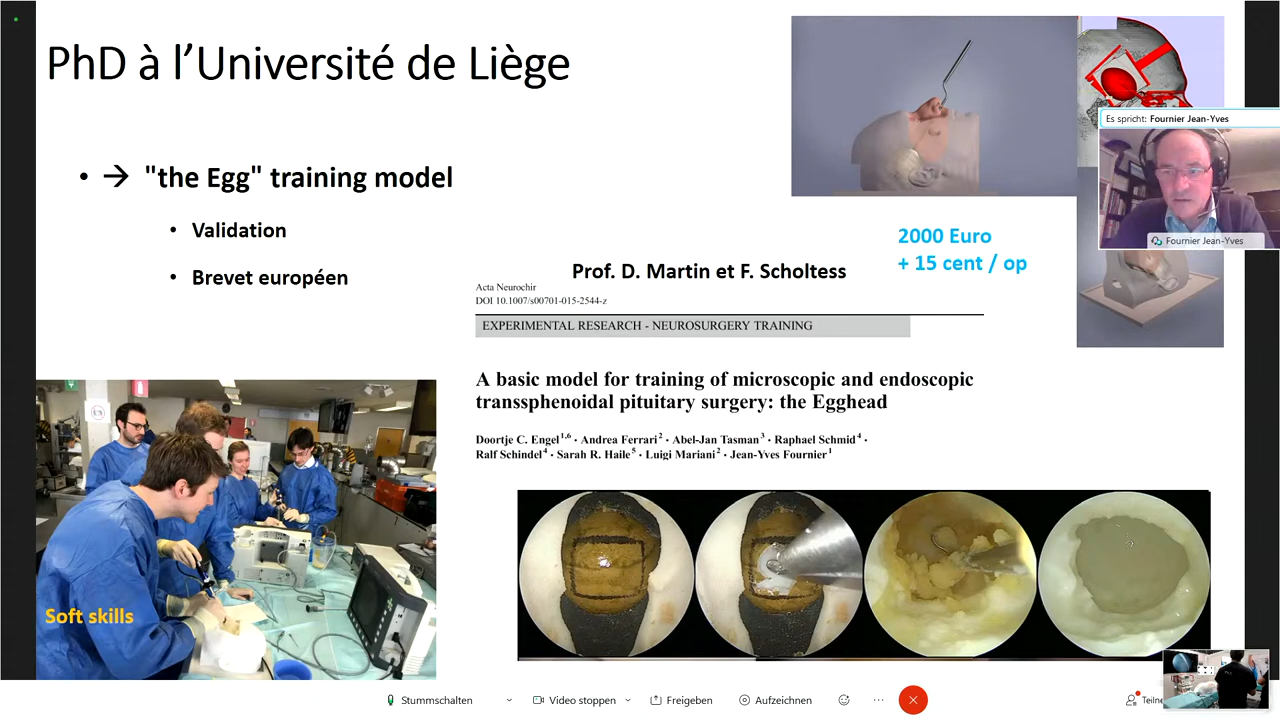 PhD à l'Université de Liège
• → "the Egg" training model
• Validation
• Brevet européen
Prof. D. Martin et F. Scholtess
2000 Euro
+ 15 cent / op
Es spricht: Fournier Jean-Yves
Fournier Jean-Yves
Acta Neurochir
DOI 10.1007/s00701-015-2544-z
EXPERIMENTAL RESEARCH - NEUROSURGERY TRAINING
A basic model for training of microscopic and endoscopic
transsphenoidal pituitary surgery: the Egghead
Doortje C. Engel1,6 • Andrea Ferrari2 • Abel-Jan Tasman3 • Raphael Schmid4 •
Ralf Schindel4 • Sarah R. Haile5 • Luigi Mariani2 • Jean-Yves Fournier1
Soft skills
Stummschalten
Video stoppen
Freigeben
Aufzeichnen
Teilne